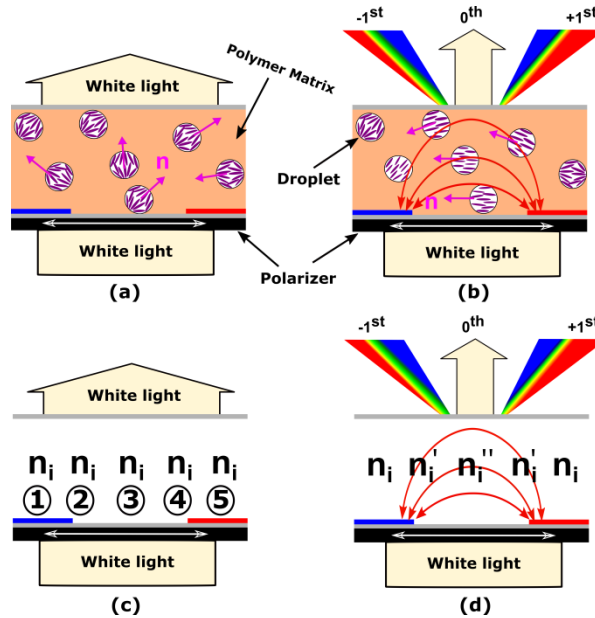 White light
Polymer Matrix
n
White light
(a)
-1st
0th
+1st
Droplet
n
Polarizer
White light
(b)
White light
ni ni ni ni ni
1 2 3 4 5
White light
(c)
-1st
0th
+1st
ni ni' ni'' ni' ni
White light
(d)